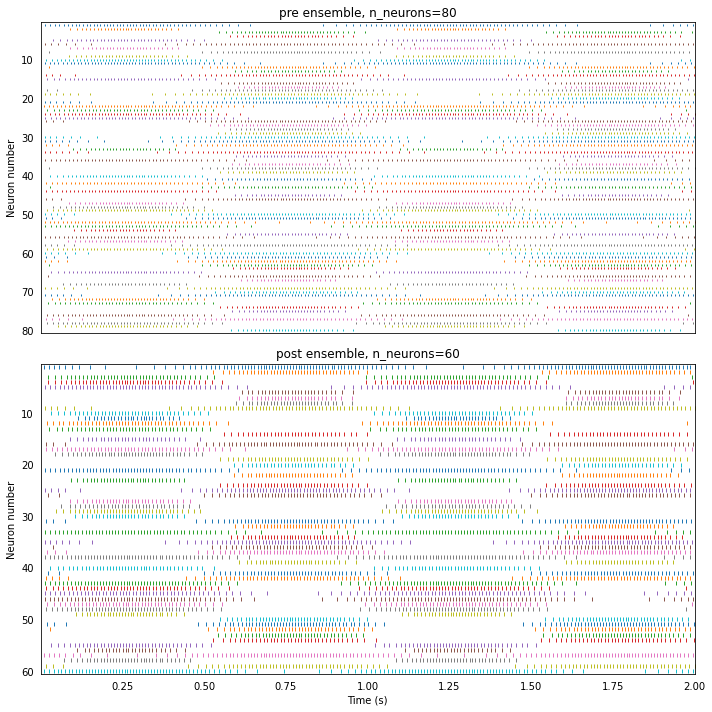 pre ensemble, n_neurons=80
10
20
30
40
50
60
70
80
Neuron number
post ensemble, n_neurons=60
10
20
30
40
50
60
Neuron number
0.25 0.50 0.75 1.00 1.25 1.50 1.75 2.00
Time (s)